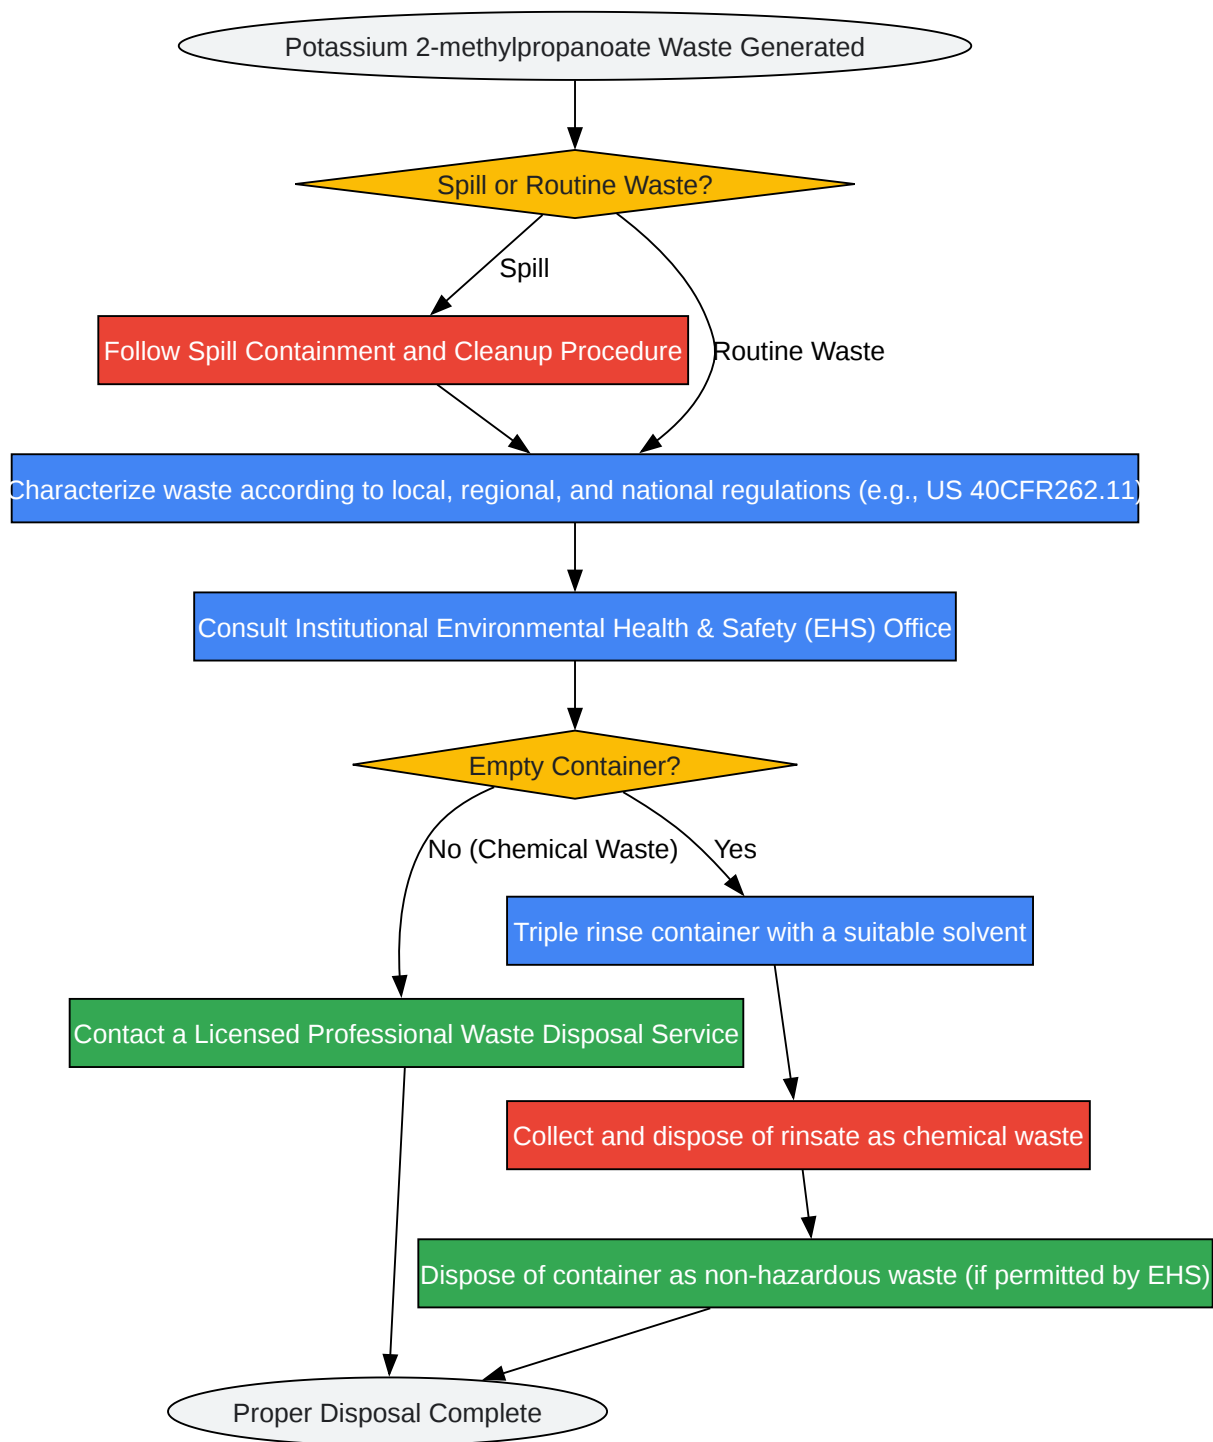 Potassium 2-methylpropanoate Waste Generated
Spill or Routine Waste?
Spill
Follow Spill Containment and Cleanup Procedure
Routine Waste
Characterize waste according to local, regional, and national regulations (e.g., US 40CFR262.11)
Consult Institutional Environmental Health & Safety (EHS) Office
Empty Container?
No (Chemical Waste)
Yes
Triple rinse container with a suitable solvent
Contact a Licensed Professional Waste Disposal Service
Collect and dispose of rinsate as chemical waste
Dispose of container as non-hazardous waste (if permitted by EHS)
Proper Disposal Complete